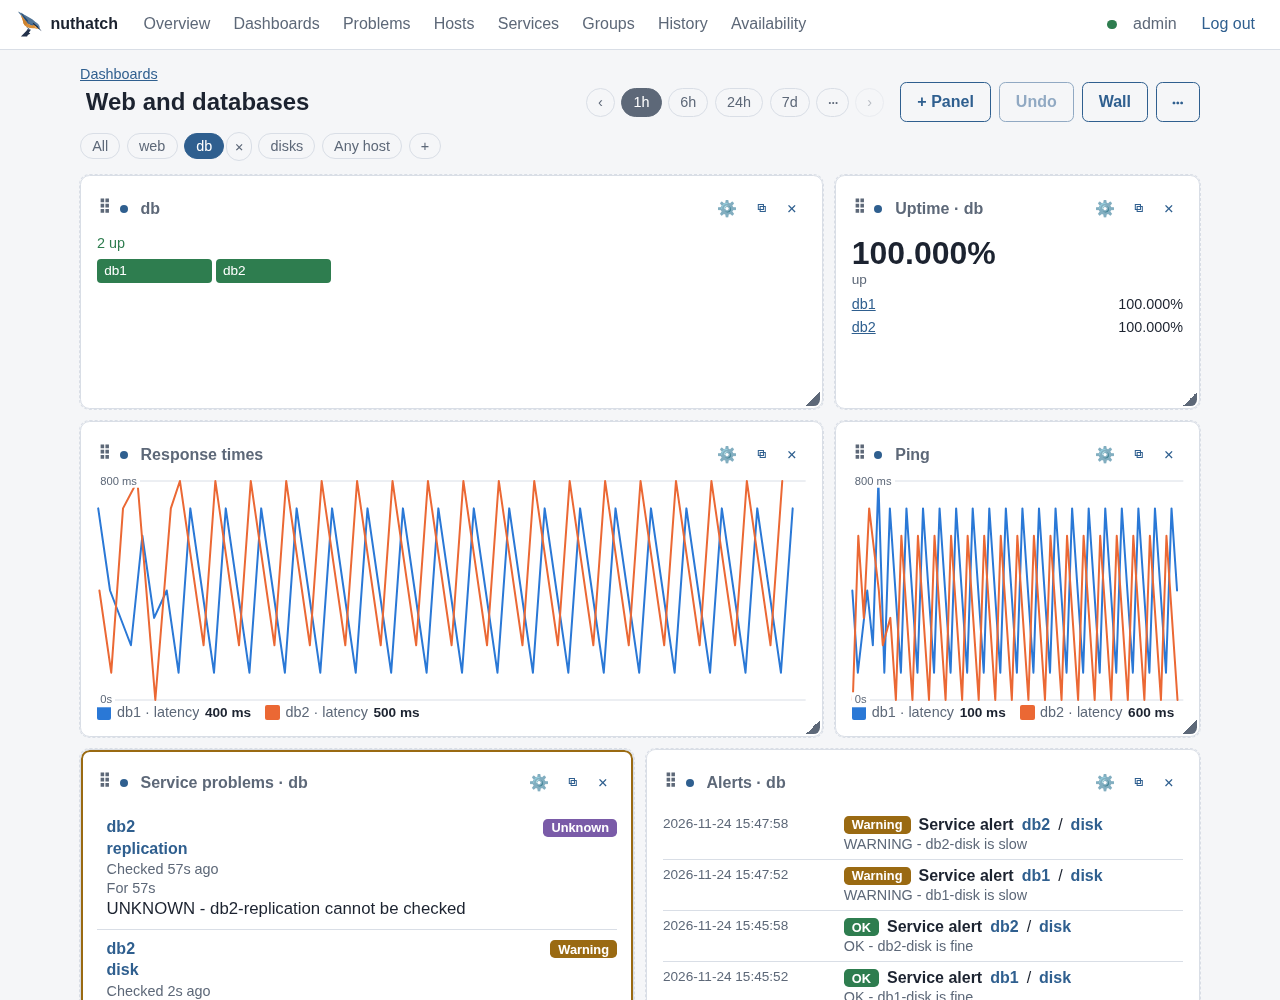 nuthatch Overview Dashboards Problems Hosts Services Groups History Availability admin Log out
Dashboards
Web and databases ‹ 1h 6h 24h 7d ... › + Panel Undo Wall ...
All web db × disks Any host +
db ×
2 up
db1 db2
Uptime · db ×
100.000%
up
db1 100.000%
db2 100.000%
Response times ×
800 ms
0s
db1 · latency 400 ms db2 · latency 500 ms
Ping ×
800 ms
0s
db1 · latency 100 ms db2 · latency 600 ms
Service problems · db ×
db2 Unknown
replication
Checked 57s ago
For 57s
UNKNOWN - db2-replication cannot be checked
db2 Warning
disk
Checked 2s ago
Alerts · db ×
2026-11-24 15:47:58 Warning Service alert db2 / disk
WARNING - db2-disk is slow
2026-11-24 15:47:52 Warning Service alert db1 / disk
WARNING - db1-disk is slow
2026-11-24 15:45:58 OK Service alert db2 / disk
OK - db2-disk is fine
2026-11-24 15:45:52 OK Service alert db1 / disk
OK - db1-disk is fine